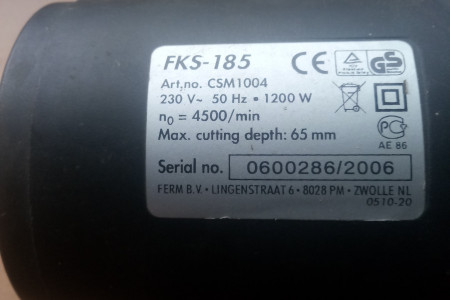 FKS-185 CE GS
Art.no. CSM1004
230 V~ 50 Hz • 1200 W
n₀ = 4500/min
Max. cutting depth: 65 mm
AE 86
Serial no. 0600286/2006
FERM B.V. • LINGENSTRAAT 6 • 8028 PM • ZWOLLE NL
0510-20